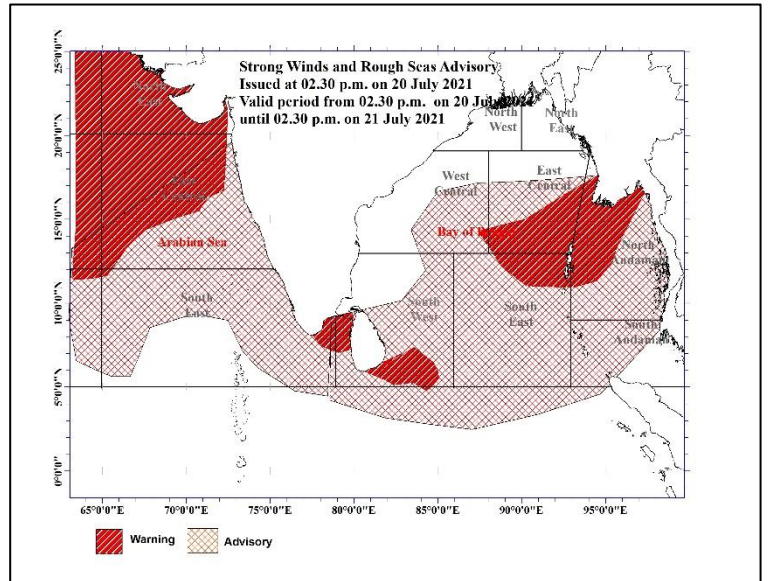 Strong Winds and Rough Seas Advisory
Issued at 02.30 p.m. on 20 July 2021
Valid period from 02.30 p.m. on 20 July 2021
until 02.30 p.m. on 21 July 2021
25°0'0"N
20°0'0"N
15°0'0"N
10°0'0"N
5°0'0"N
0°0'0"
North
West
North
East
West
Central
East
Central
Arabian Sea
Bay of
North
Andaman
South
East
South
West
South
East
South
Andaman
65°0'0"E
70°0'0"E
75°0'0"E
80°0'0"E
85°0'0"E
90°0'0"E
95°0'0"E
Warning
Advisory